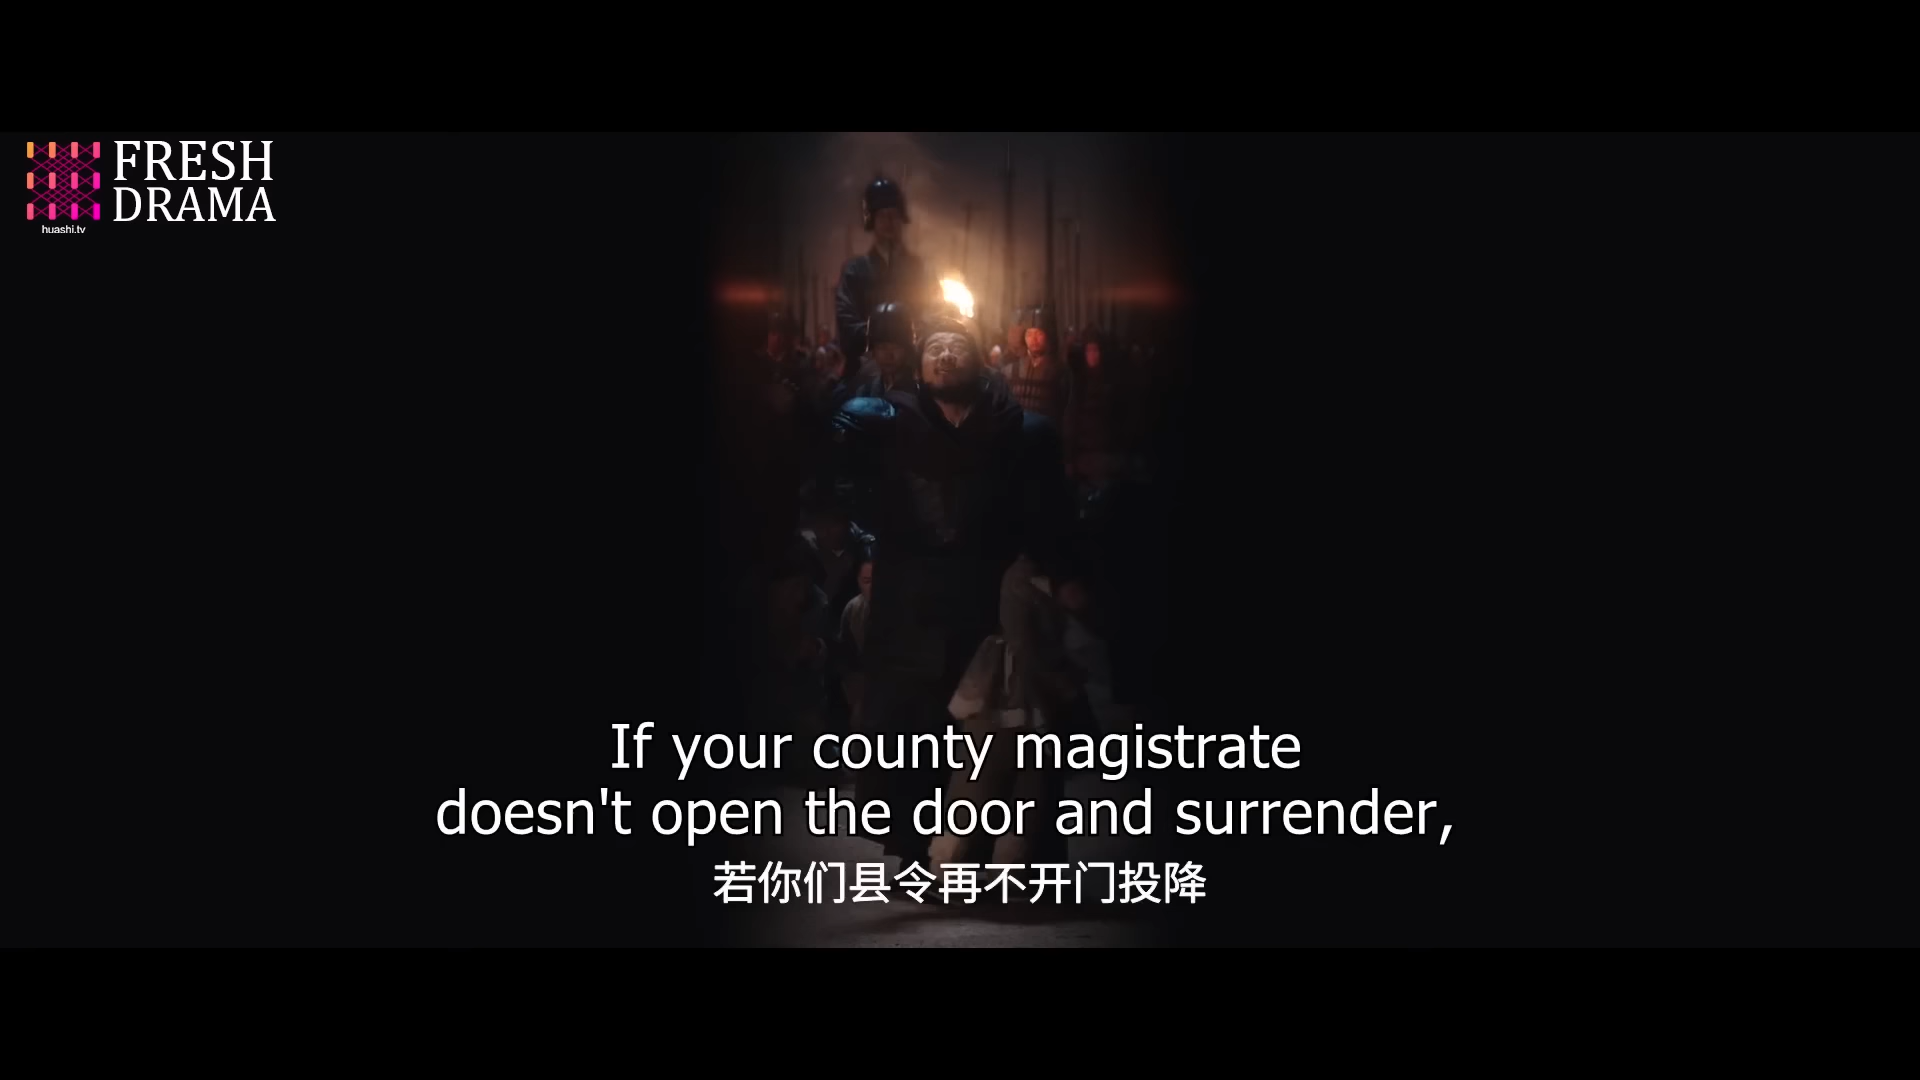 FRESH
DRAMA
huashi.tv
If your county magistrate
doesn't open the door and surrender,
若你们县令再不开门投降